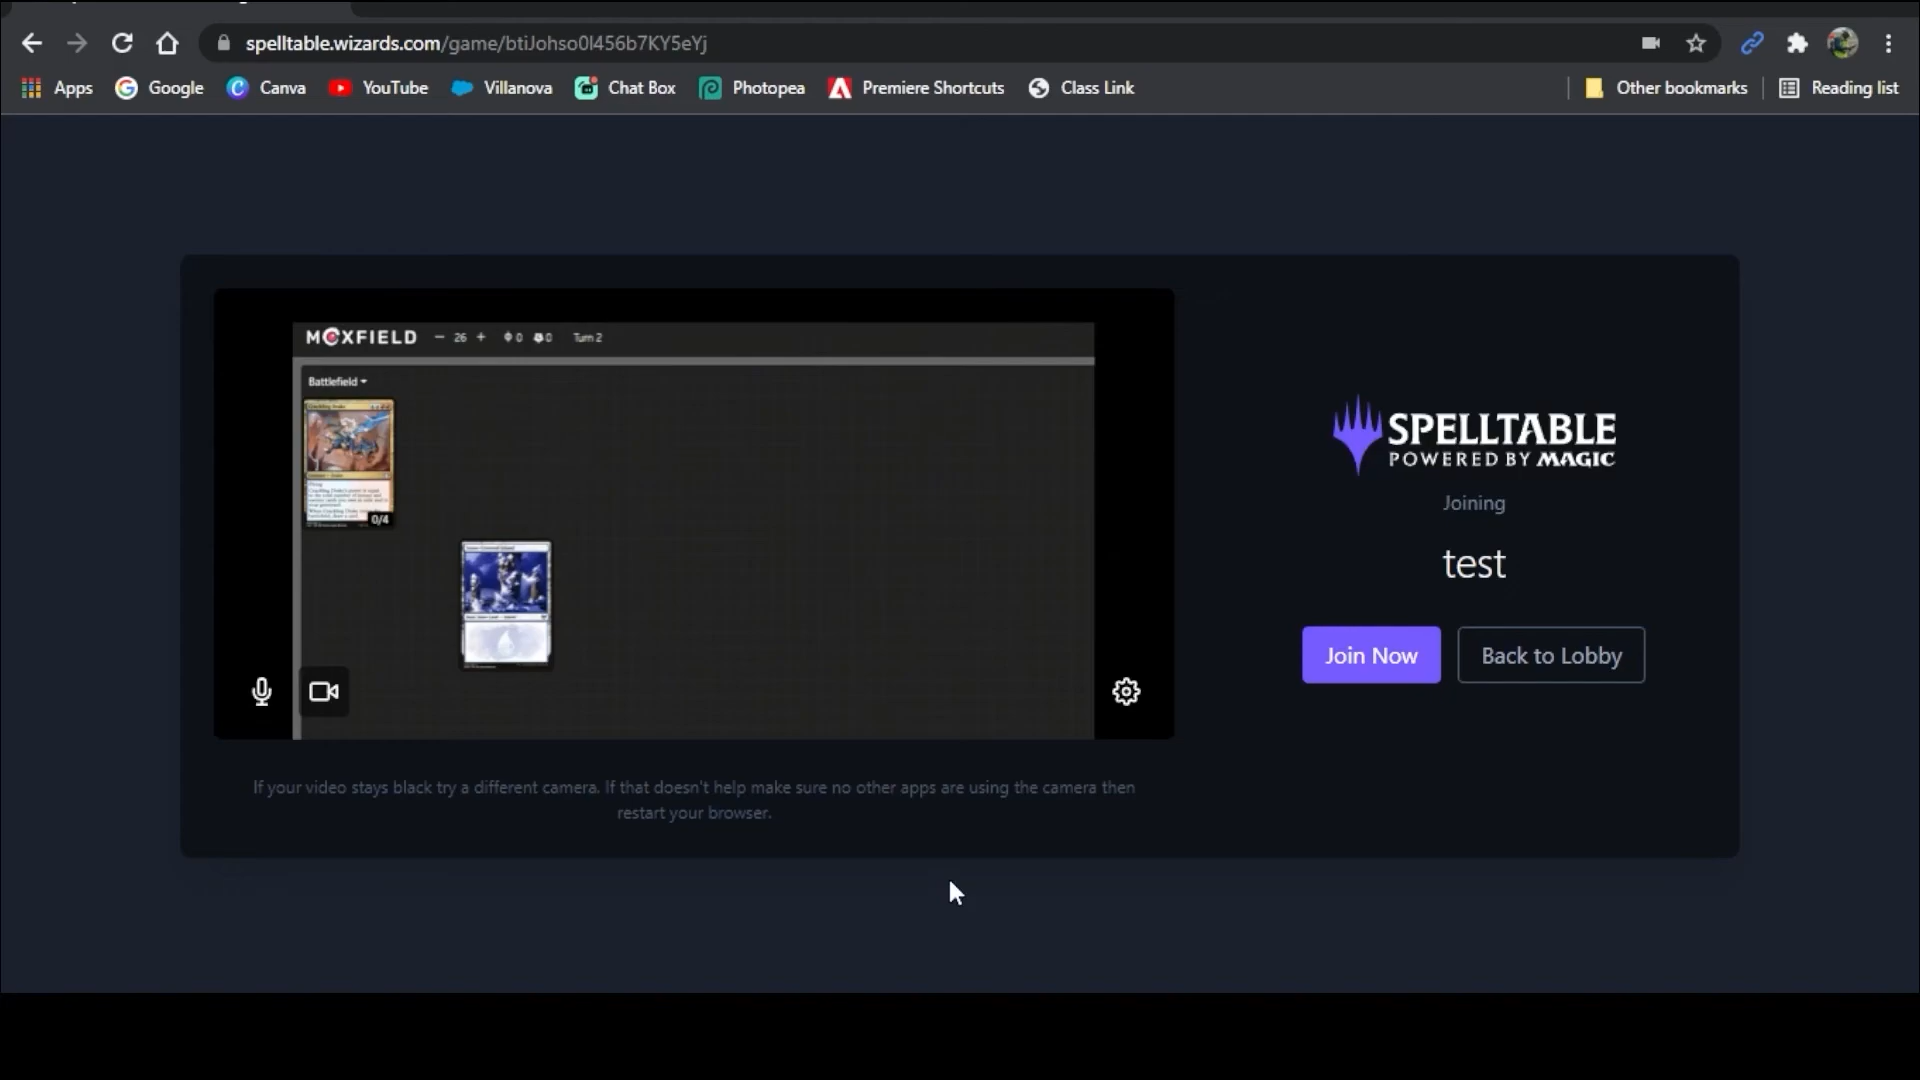 spelltable.wizards.com/game/btiJohso0l456b7KY5eYj
Apps Google Canva YouTube Villanova Chat Box Photopea Premiere Shortcuts Class Link Other bookmarks Reading list
MOXFIELD − 26 + 0 0 Turn 2
Battlefield
Crackling Drake
0/4
SPELLTABLE
POWERED BY MAGIC
Joining
test
Join Now Back to Lobby
If your video stays black try a different camera. If that doesn't help make sure no other apps are using the camera then
restart your browser.